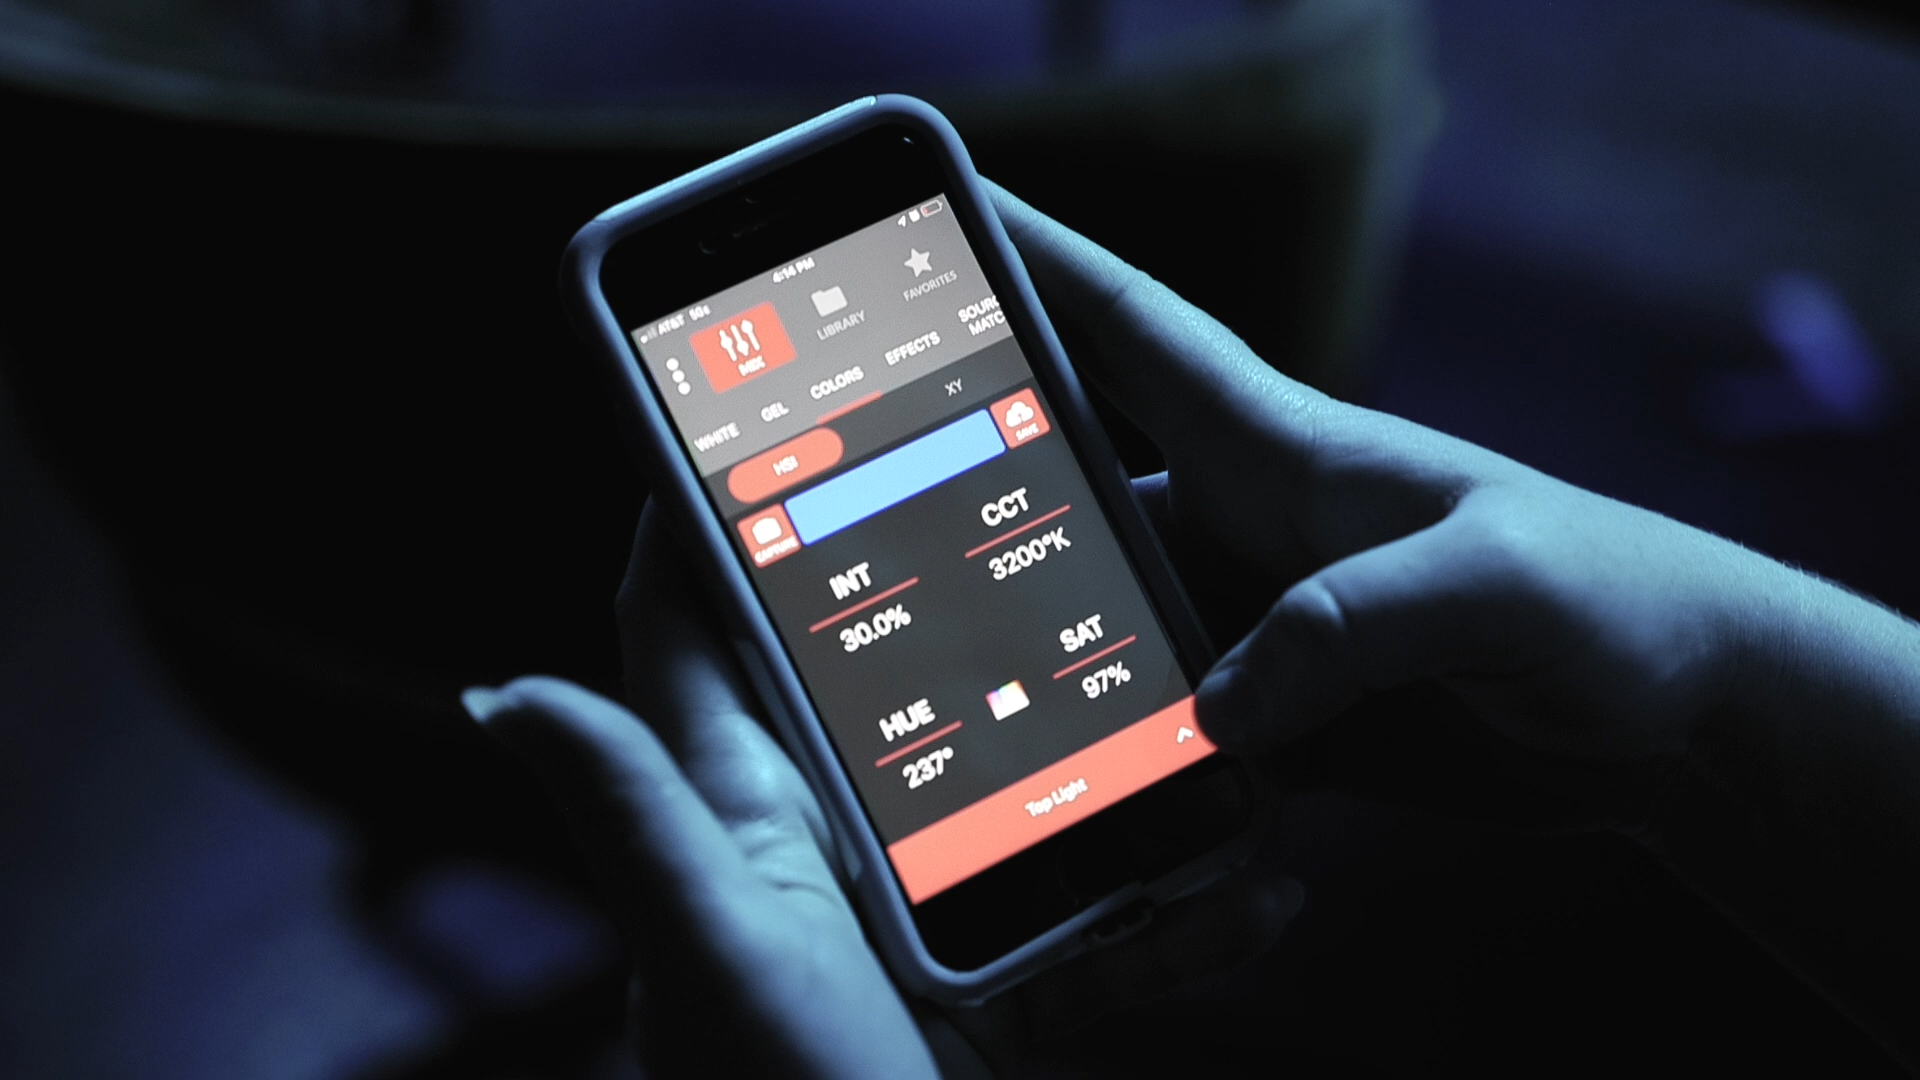 AT&T 5Ge
4:14 PM
MIX
LIBRARY
FAVORITES
WHITE
GEL
COLORS
EFFECTS
SOURC
MATC
HSI
XY
CAPTURE
SAVE
INT
30.0%
CCT
3200°K
HUE
237°
SAT
97%
Top Light